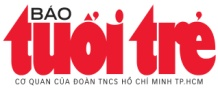 BÁO
tuổi trẻ
CƠ QUAN CỦA ĐOÀN TNCS HỒ CHÍ MINH TP.HCM